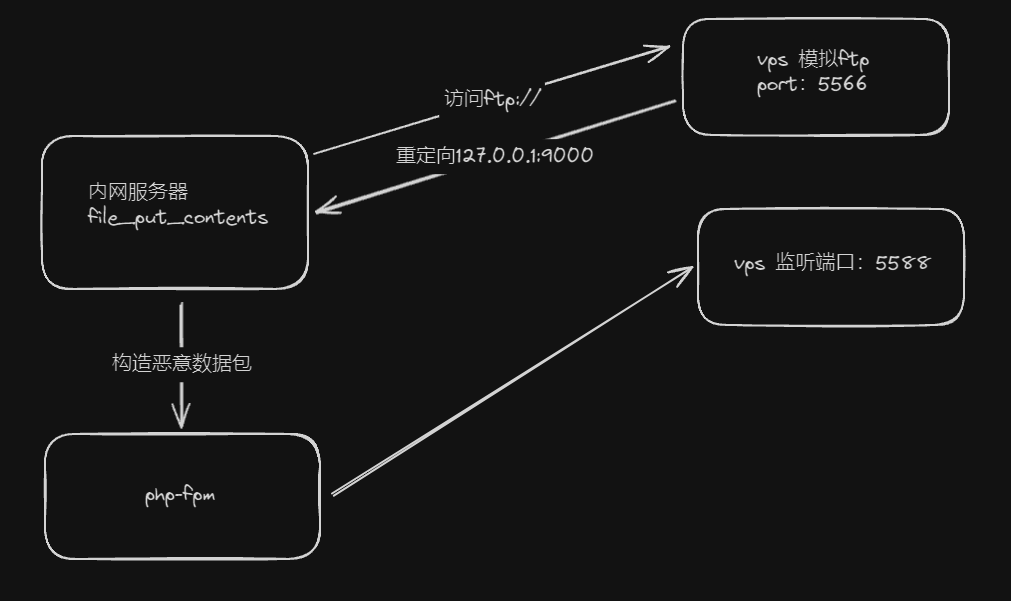 vps 模拟ftp
port：5566
访问ftp://
重定向127.0.0.1:9000
内网服务器
file_put_contents
vps 监听端口：5588
构造恶意数据包
php-fpm